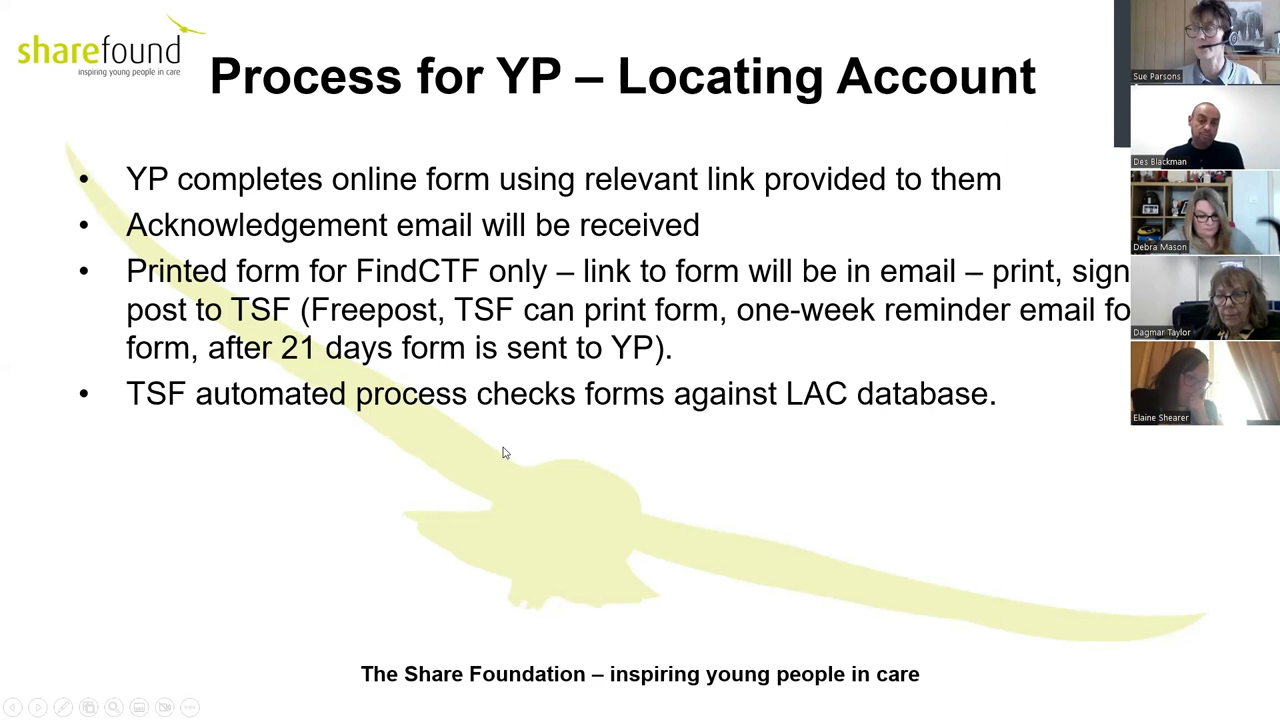 sharefound
inspiring young people in care
Process for YP – Locating Account
• YP completes online form using relevant link provided to them
• Acknowledgement email will be received
• Printed form for FindCTF only – link to form will be in email – print, sign
post to TSF (Freepost, TSF can print form, one-week reminder email fo
form, after 21 days form is sent to YP).
• TSF automated process checks forms against LAC database.
The Share Foundation – inspiring young people in care
Sue Parsons
Des Blackman
Debra Mason
Dagmar Taylor
Elaine Shearer